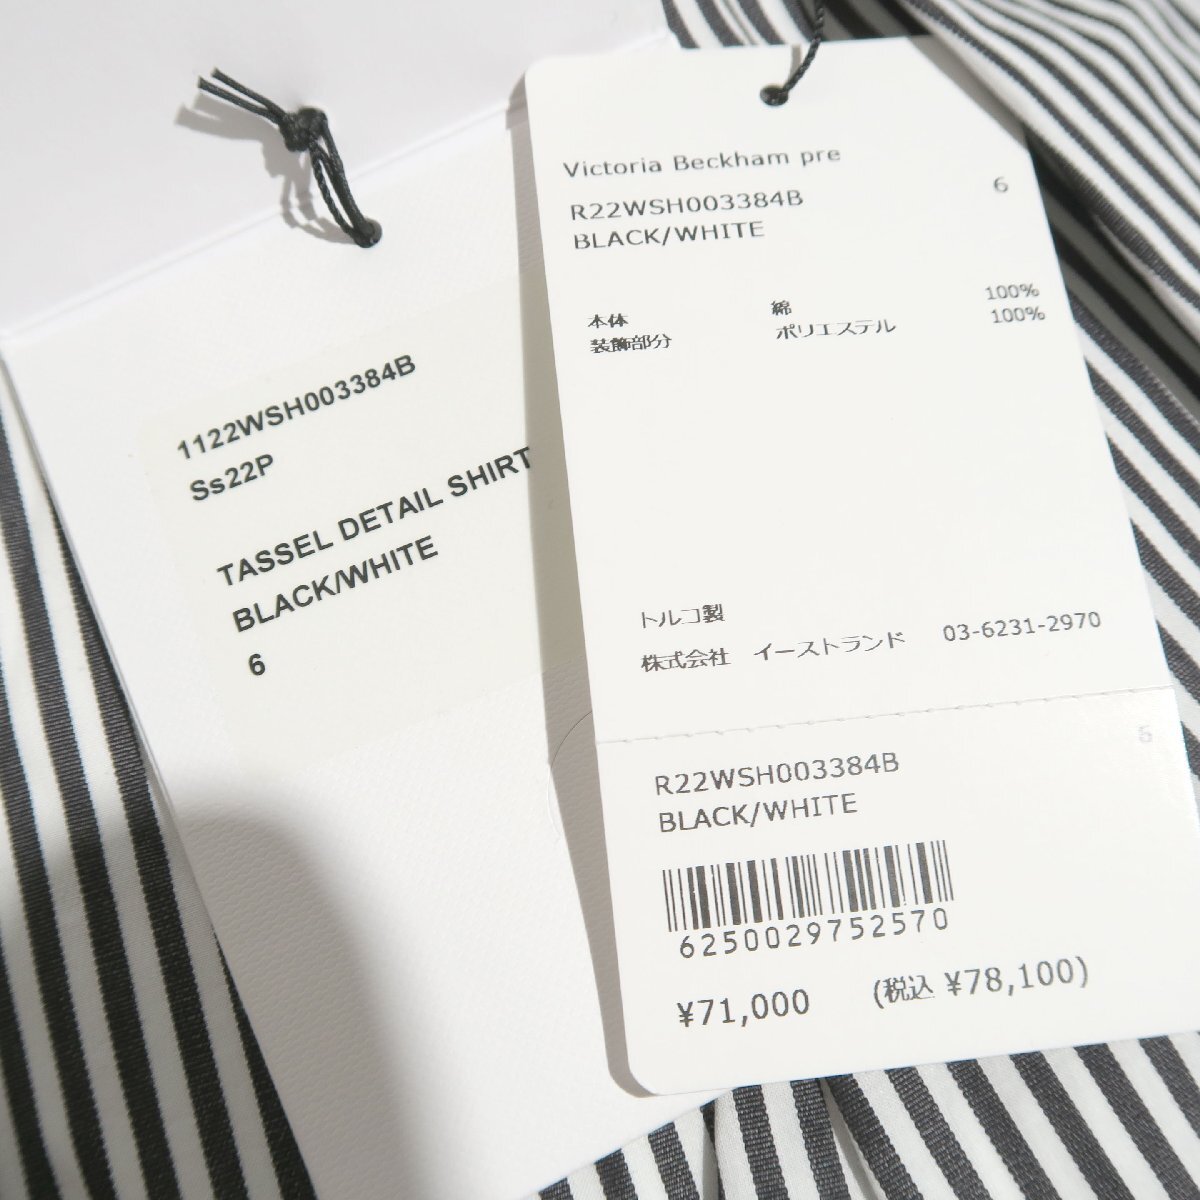 1122WSH003384B
Ss22P
TASSEL DETAIL SHIRT
BLACK/WHITE
6
Victoria Beckham pre
R22WSH003384B 6
BLACK/WHITE
本体 綿 100%
装飾部分 ポリエステル 100%
トルコ製
株式会社 イーストランド 03-6231-2970
6
R22WSH003384B
BLACK/WHITE
6250029752570
¥71,000 (税込 ¥78,100)